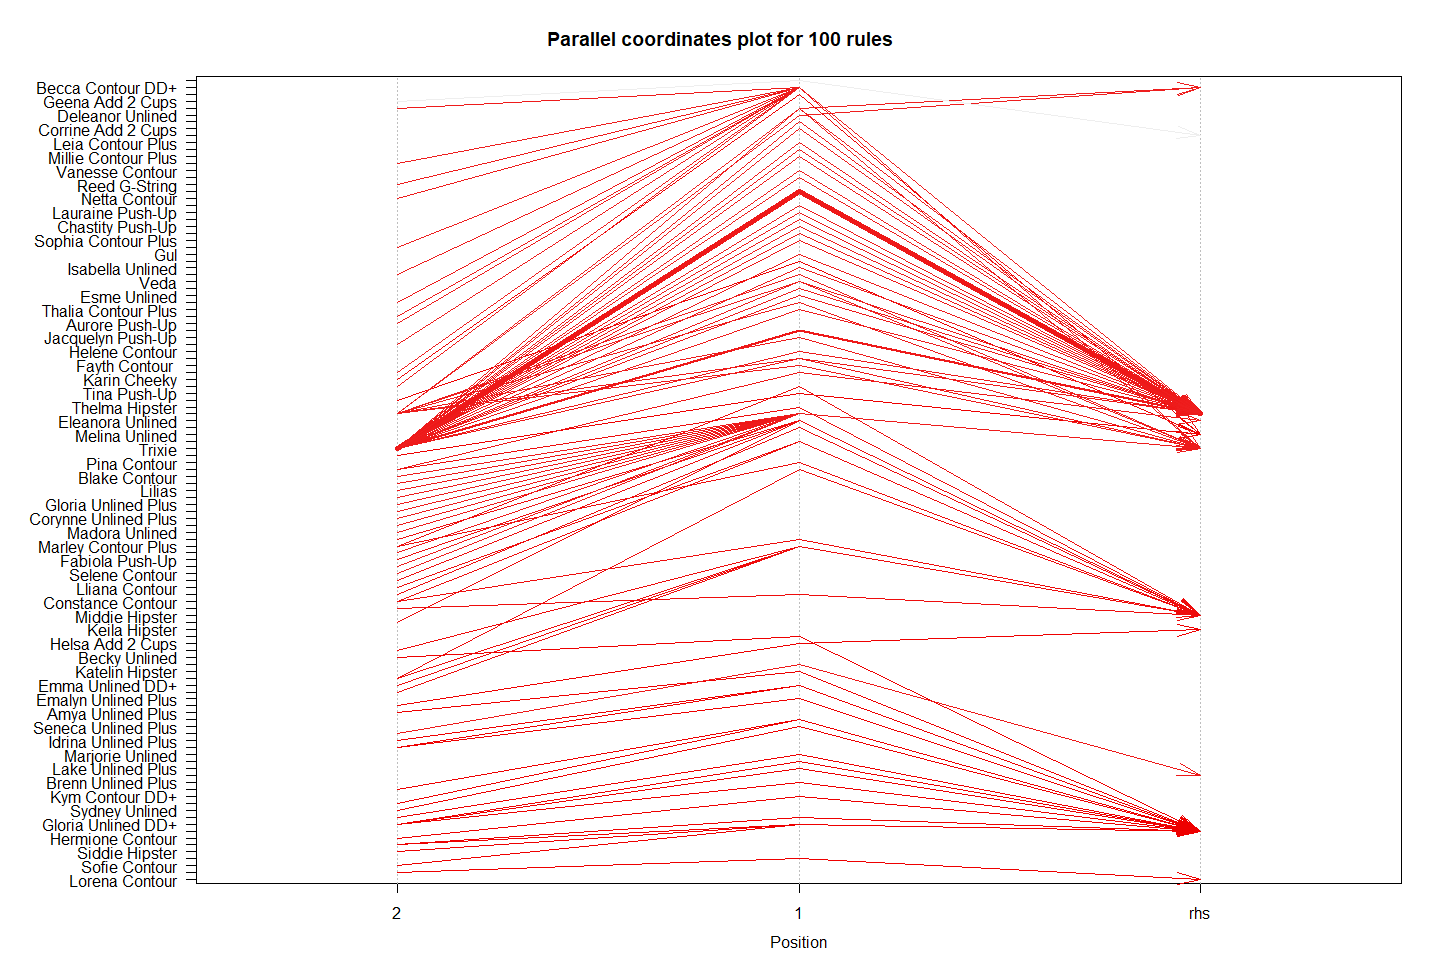 Parallel coordinates plot for 100 rules
Becca Contour DD+
Geena Add 2 Cups
Deleanor Unlined
Corrine Add 2 Cups
Leia Contour Plus
Millie Contour Plus
Vanesse Contour
Reed G-String
Netta Contour
Lauraine Push-Up
Chastity Push-Up
Sophia Contour Plus
Gul
Isabella Unlined
Veda
Esme Unlined
Thalia Contour Plus
Aurore Push-Up
Jacquelyn Push-Up
Helene Contour
Fayth Contour
Karin Cheeky
Tina Push-Up
Thelma Hipster
Eleanora Unlined
Melina Unlined
Trixie
Pina Contour
Blake Contour
Lilias
Gloria Unlined Plus
Corynne Unlined Plus
Madora Unlined
Marley Contour Plus
Fabiola Push-Up
Selene Contour
Lliana Contour
Constance Contour
Middie Hipster
Keila Hipster
Helsa Add 2 Cups
Becky Unlined
Katelin Hipster
Emma Unlined DD+
Emalyn Unlined Plus
Amya Unlined Plus
Seneca Unlined Plus
Idrina Unlined Plus
Marjorie Unlined
Lake Unlined Plus
Brenn Unlined Plus
Kym Contour DD+
Sydney Unlined
Gloria Unlined DD+
Hermione Contour
Siddie Hipster
Sofie Contour
Lorena Contour
2 1 rhs
Position